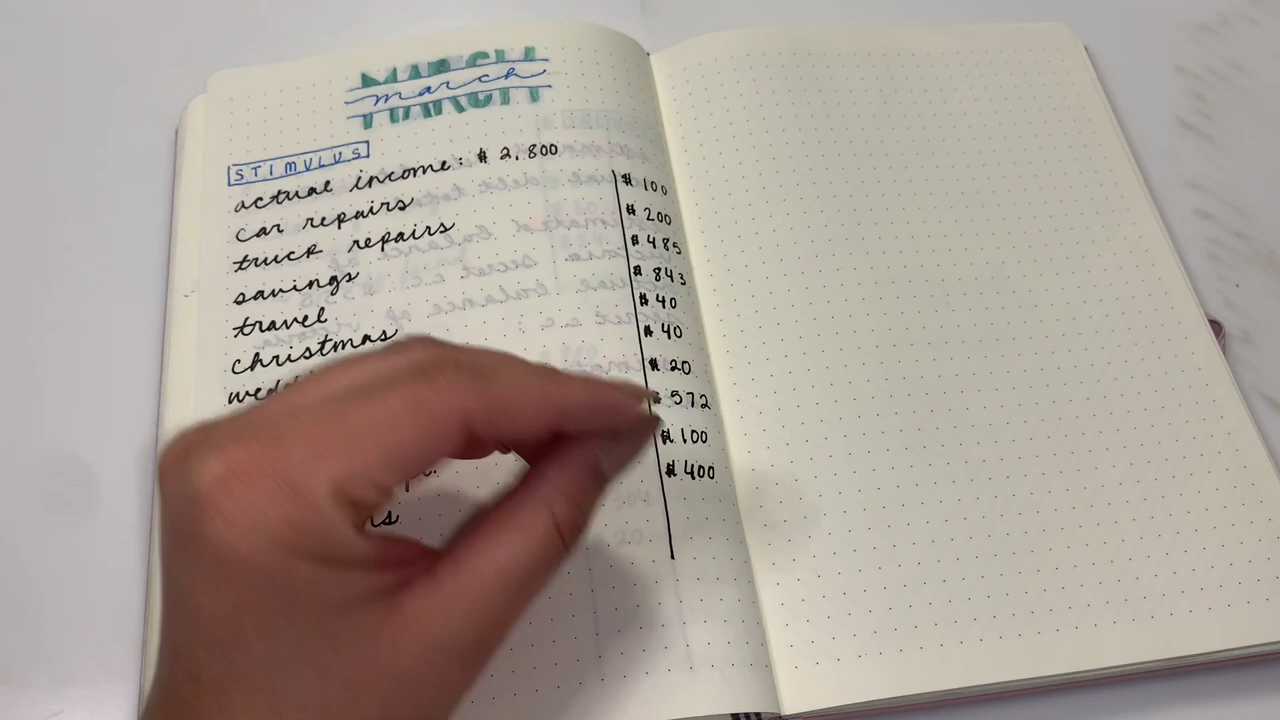 MARCH
march
STIMULUS
actual income: $ 2,800
car repairs $ 100
truck repairs $ 200
savings $ 485
travel $ 843
christmas $ 40
$ 40
$ 20
$ 572
$ 100
$ 400